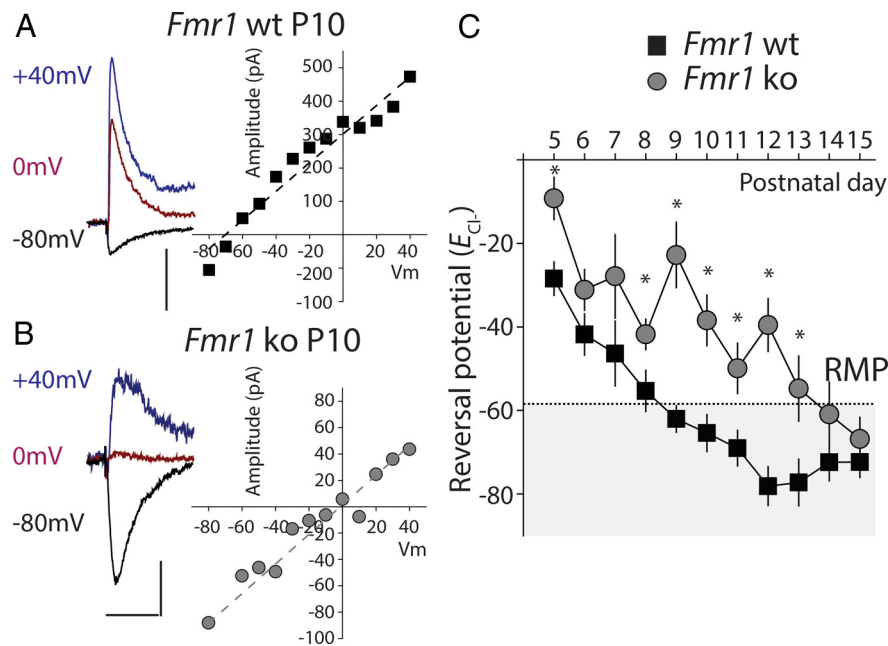 A
Fmr1 wt P10
+40mV
0mV
-80mV
Amplitude (pA)
500
400
300
200
100
-80 -60 -40 -20 0 20 40
Vm
-200
-100
B
Fmr1 ko P10
+40mV
0mV
-80mV
Amplitude (pA)
80
60
40
20
-80 -60 -40 -20 0 20 40
Vm
-20
-40
-60
-80
-100
C
Fmr1 wt
Fmr1 ko
5 6 7 8 9 10 11 12 13 14 15
Postnatal day
Reversal potential (ECl-)
-20
-40
-60
-80
* * * * * * *
RMP